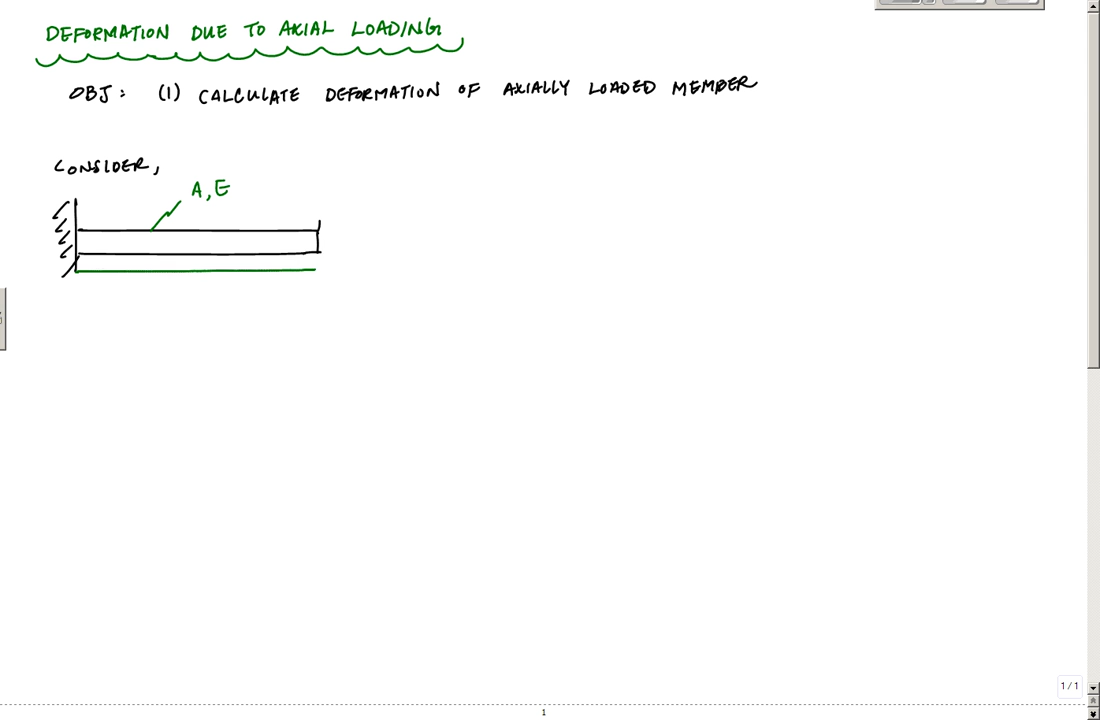 DEFORMATION DUE TO AXIAL LOADING
OBJ: (1) CALCULATE DEFORMATION OF AXIALLY LOADED MEMBER
CONSIDER,
A, E
1 / 1
1